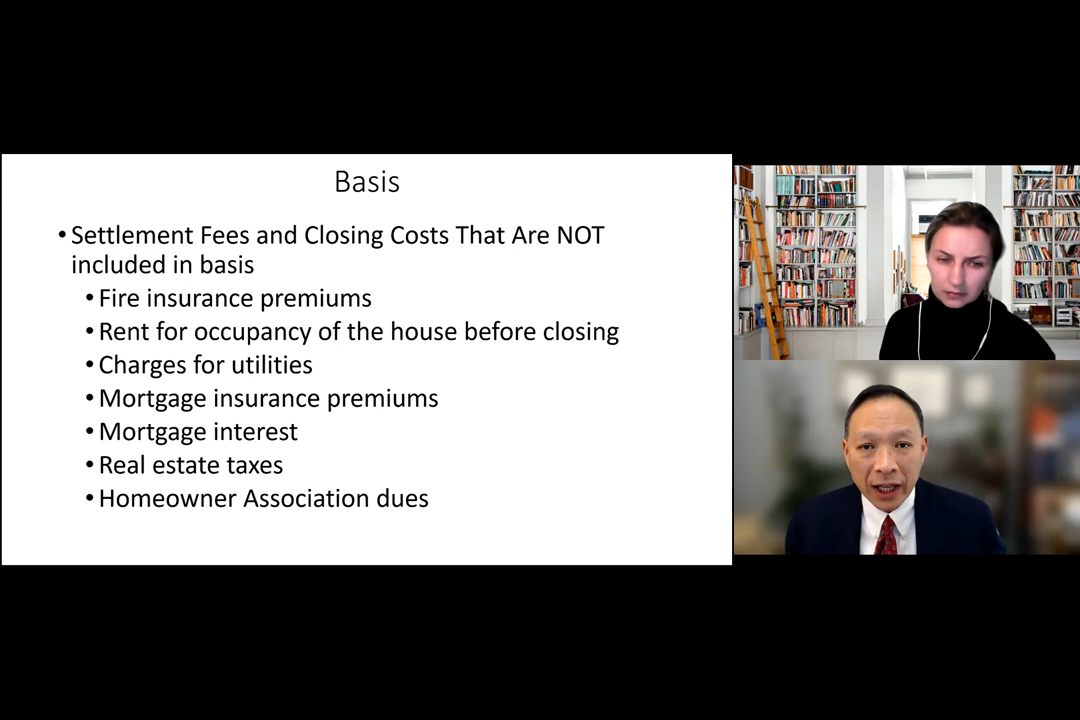 Basis
•Settlement Fees and Closing Costs That Are NOT
included in basis
•Fire insurance premiums
•Rent for occupancy of the house before closing
•Charges for utilities
•Mortgage insurance premiums
•Mortgage interest
•Real estate taxes
•Homeowner Association dues